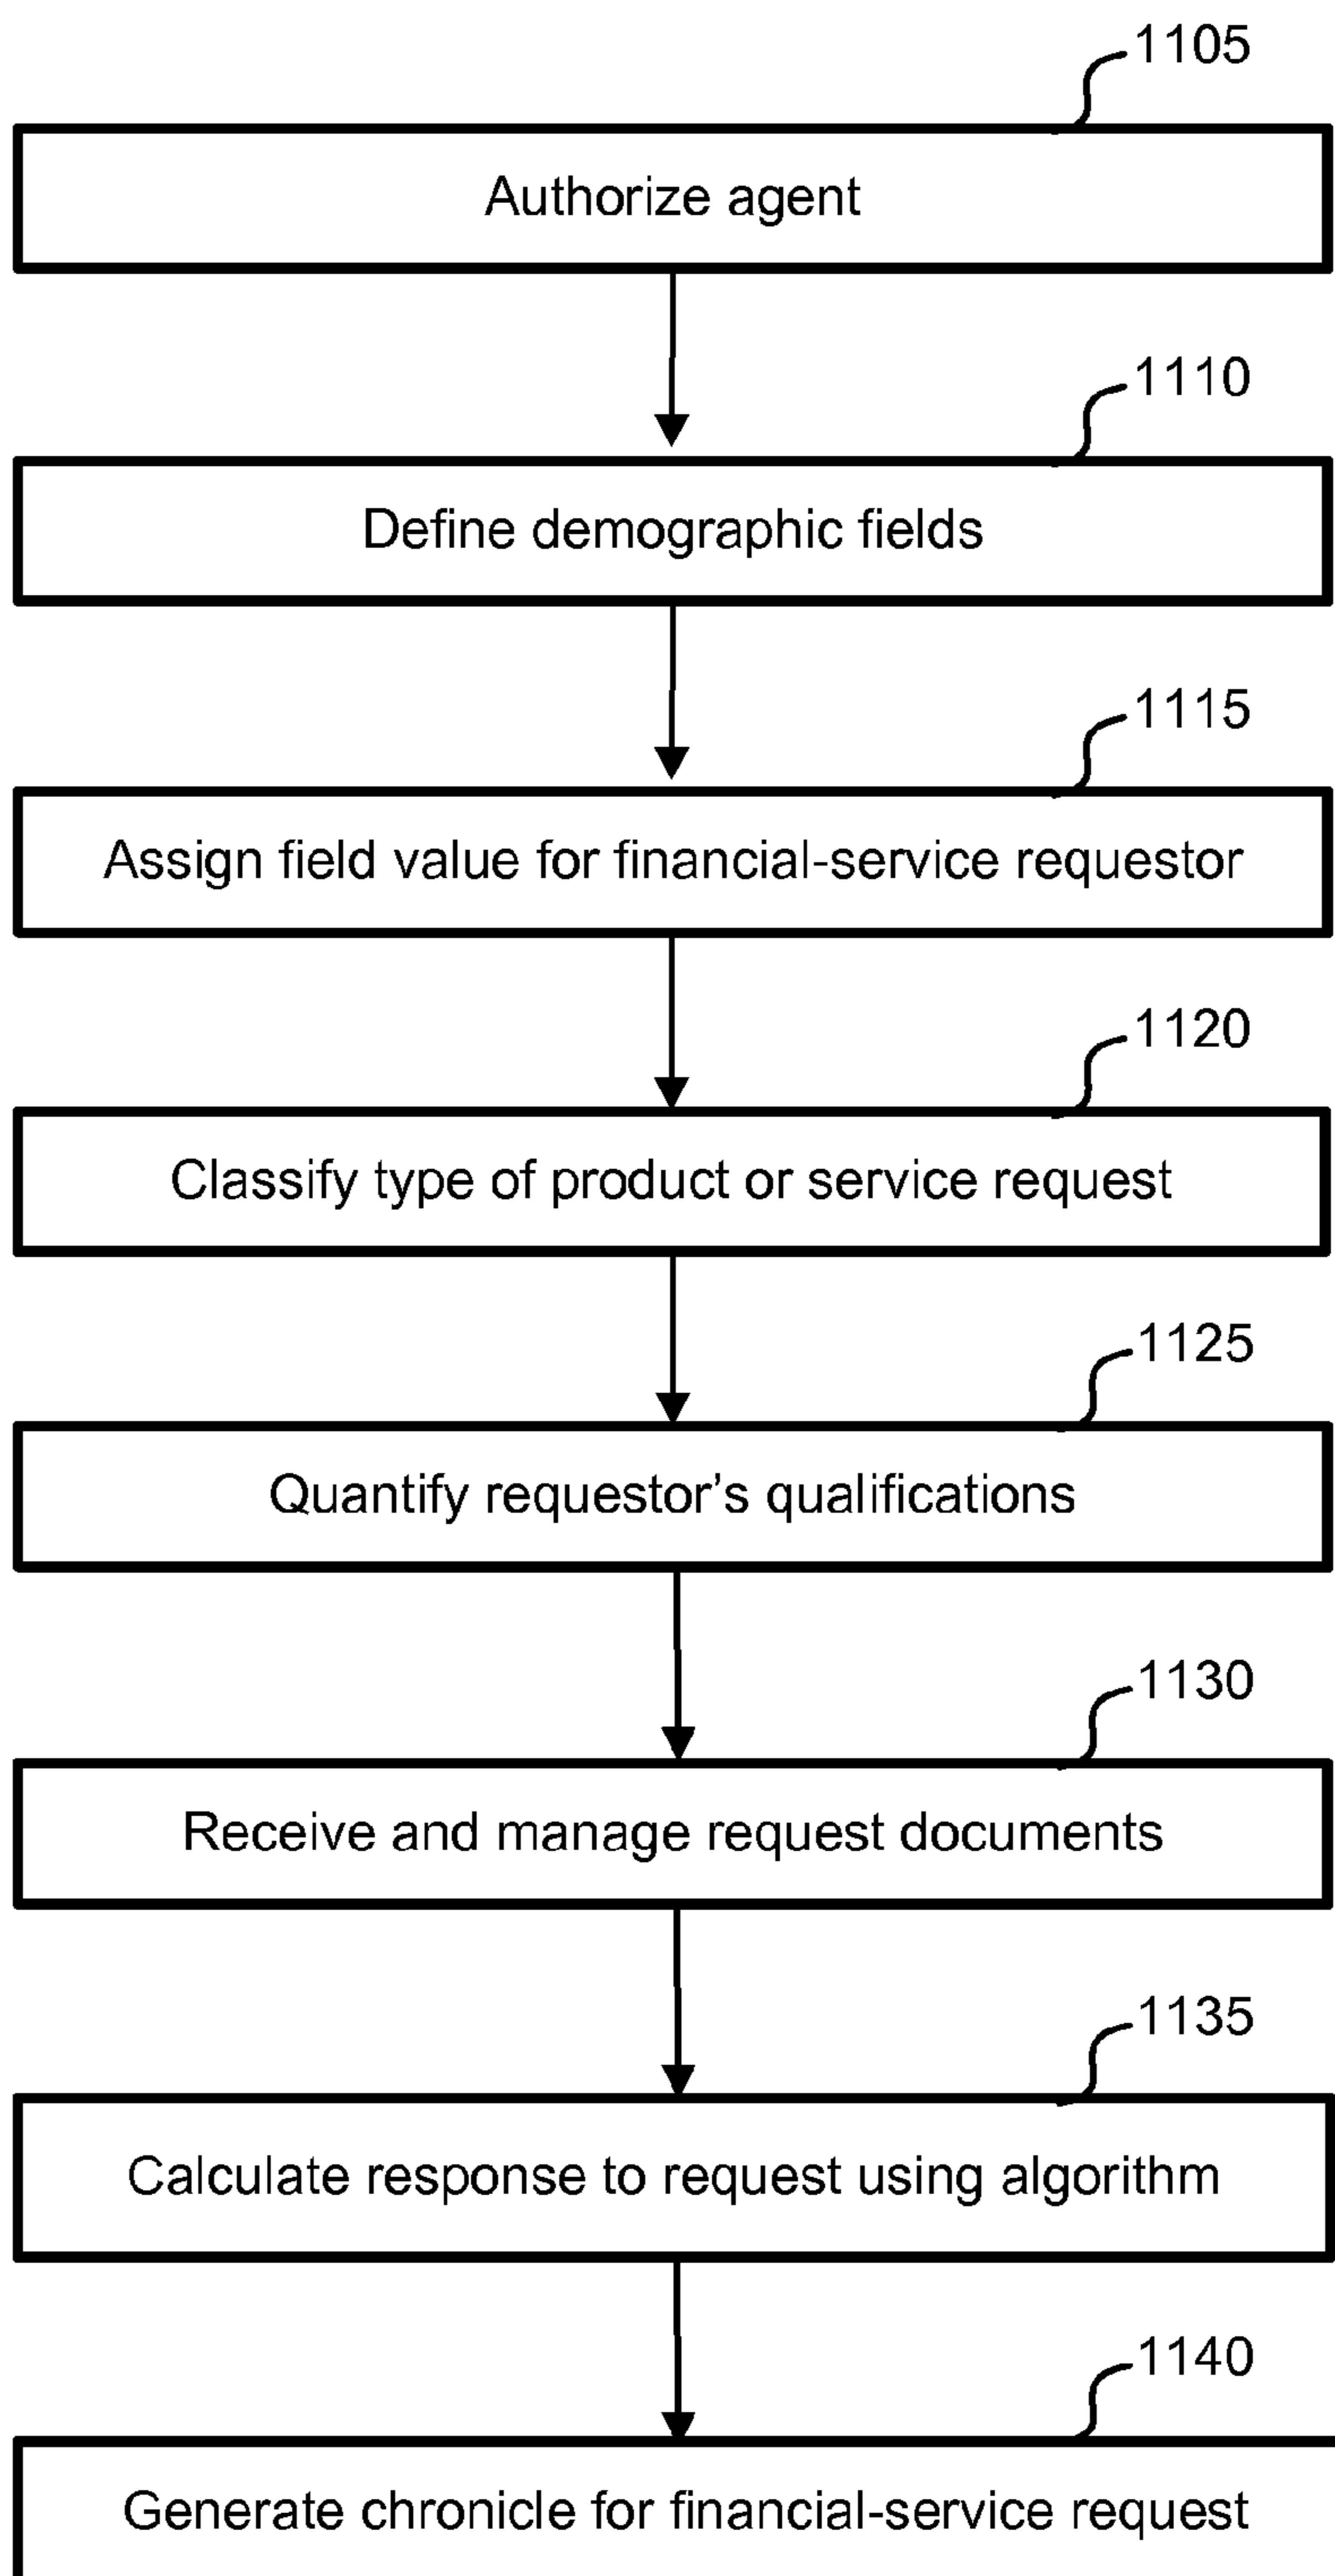 1105
Authorize agent
1110
Define demographic fields
1115
Assign field value for financial-service requestor
1120
Classify type of product or service request
1125
Quantify requestor’s qualifications
1130
Receive and manage request documents
1135
Calculate response to request using algorithm
1140
Generate chronicle for financial-service request